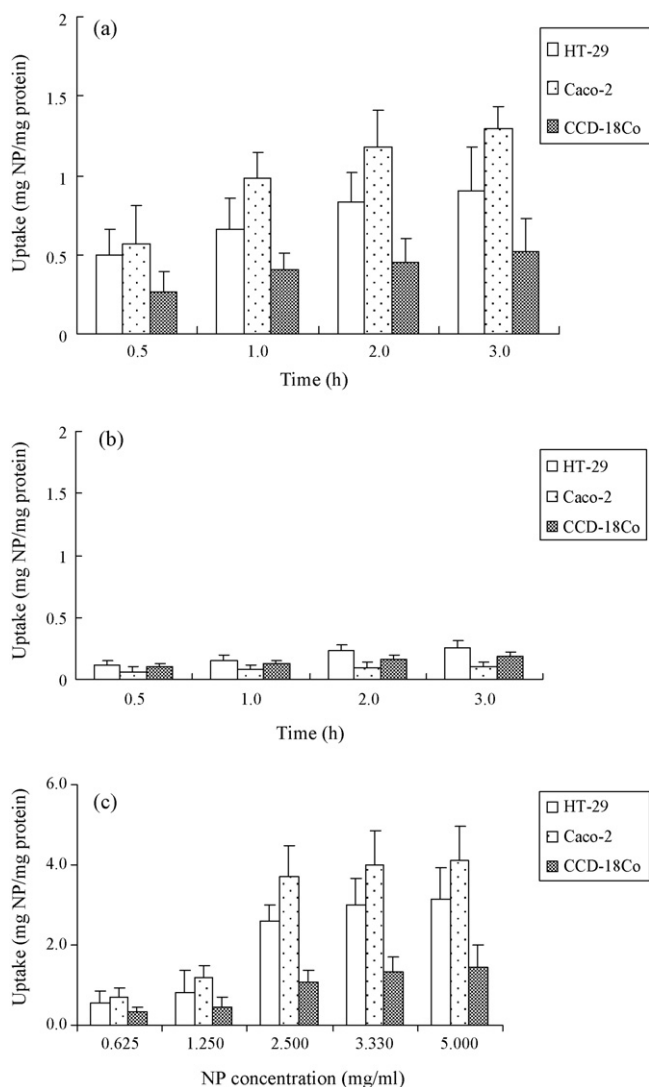 (a)
2
1.5
1
0.5
0
Uptake (mg NP/mg protein)
0.5 1.0 2.0 3.0
Time (h)
HT-29
Caco-2
CCD-18Co
(b)
2
1.5
1
0.5
0
Uptake (mg NP/mg protein)
0.5 1.0 2.0 3.0
Time (h)
HT-29
Caco-2
CCD-18Co
(c)
6.0
4.0
2.0
0.0
Uptake (mg NP/mg protein)
0.625 1.250 2.500 3.330 5.000
NP concentration (mg/ml)
HT-29
Caco-2
CCD-18Co